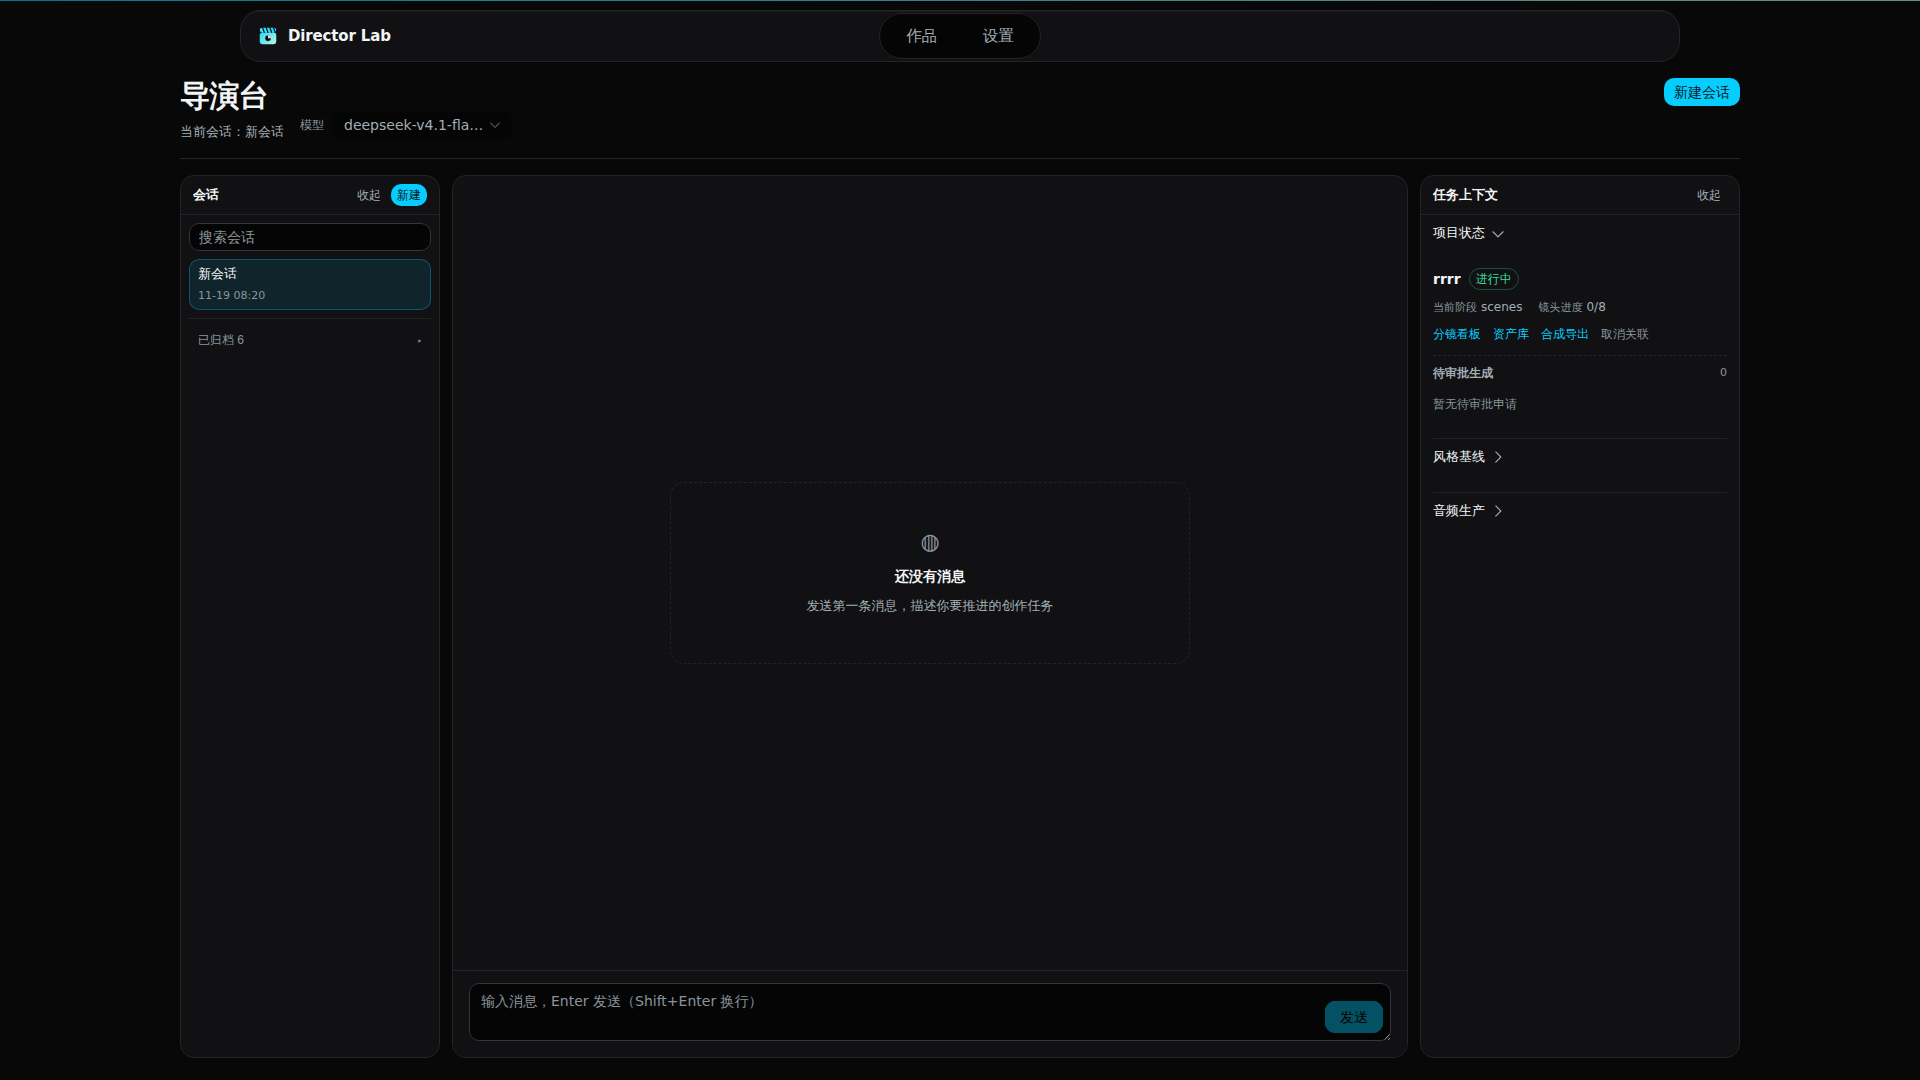 Director Lab
作品
设置
导演台
新建会话
当前会话：新会话
模型
deepseek-v4.1-fla...
会话
收起
新建
搜索会话
新会话
11-19 08:20
已归档 6
还没有消息
发送第一条消息，描述你要推进的创作任务
输入消息，Enter 发送（Shift+Enter 换行）
发送
任务上下文
收起
项目状态
rrrr
进行中
当前阶段 scenes 镜头进度 0/8
分镜看板 资产库 合成导出 取消关联
待审批生成
0
暂无待审批申请
风格基线
音频生产